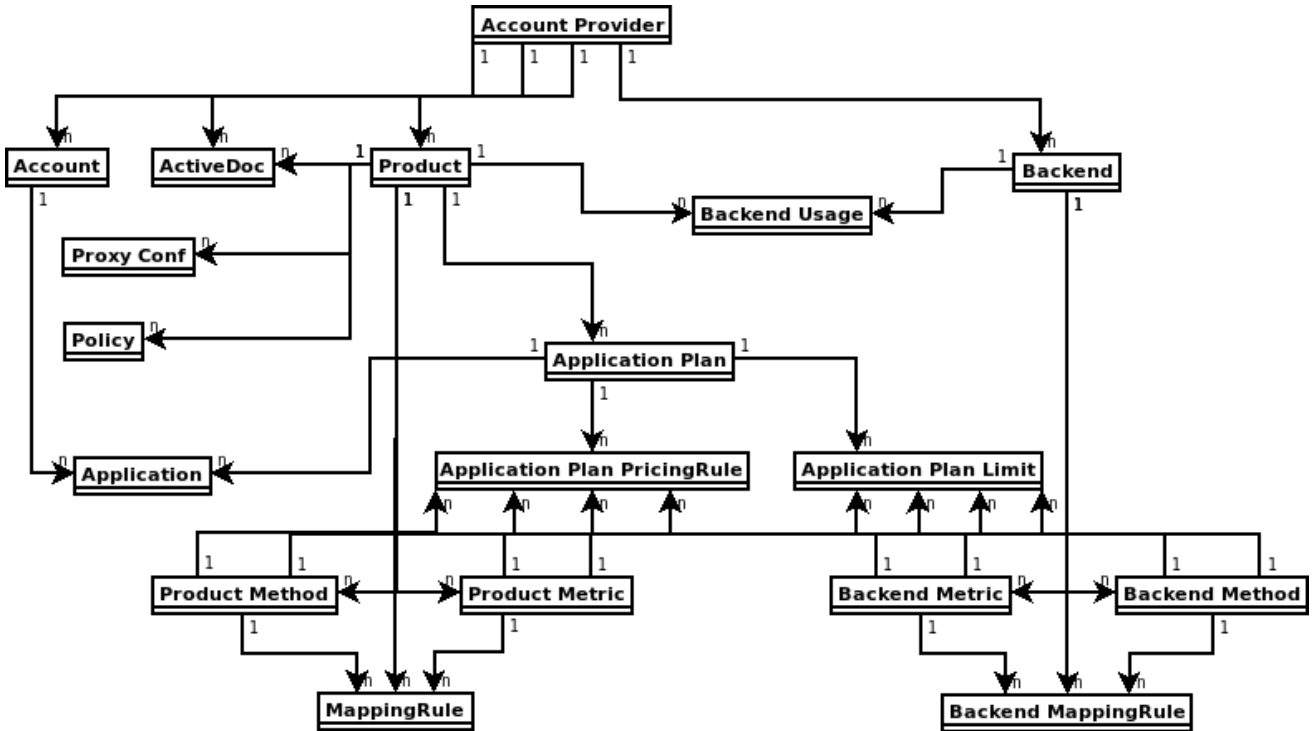 Account Provider
1 1 1 1
n n n n
Account
ActiveDoc
n 1
Product
1
1
Backend
1
1 1
1
n
Backend Usage
n
n
Proxy Conf
n
Policy
n
1
Application Plan
1
1
n
Application
n
n
Application Plan PricingRule
n
Application Plan Limit
n n n n n n n n
1 1 1 1 1 1 1 1
Product Method
n n
Product Metric
Backend Metric
n n
Backend Method
1 1 1 1
n n n n n n
MappingRule
Backend MappingRule